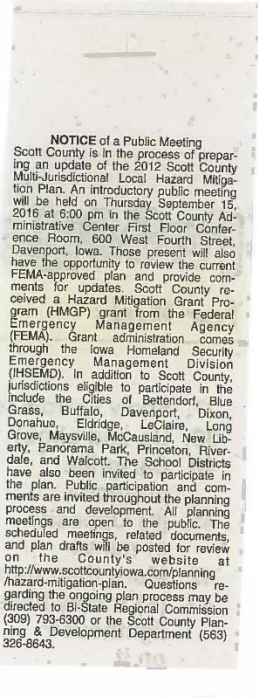 NOTICE of a Public Meeting
Scott County is in the process of prepar-
ing an update of the 2012 Scott County
Multi-Jurisdictional Local Hazard Mitiga-
tion Plan. An introductory public meeting
will be held on Thursday September 15,
2016 at 6:00 pm in the Scott County Ad-
ministrative Center First Floor Confer-
ence Room, 600 West Fourth Street,
Davenport, Iowa. Those present will also
have the opportunity to review the current
FEMA-approved plan and provide com-
ments for updates. Scott County re-
ceived a Hazard Mitigation Grant Pro-
gram (HMGP) grant from the Federal
Emergency Management Agency
(FEMA). Grant administration comes
through the Iowa Homeland Security
Emergency Management Division
(IHSEMD). In addition to Scott County,
jurisdictions eligible to participate in the
include the Cities of Bettendorf, Blue
Grass, Buffalo, Davenport, Dixon,
Donahue, Eldridge, LeClaire, Long
Grove, Maysville, McCausland, New Lib-
erty, Panorama Park, Princeton, River-
dale, and Walcott. The School Districts
have also been invited to participate in
the plan. Public participation and com-
ments are invited throughout the planning
process and development. All planning
meetings are open to the public. The
scheduled meetings, related documents,
and plan drafts will be posted for review
on the County's website at
http://www.scottcountyiowa.com/planning
/hazard-mitigation-plan. Questions re-
garding the ongoing plan process may be
directed to Bi-State Regional Commission
(309) 793-6300 or the Scott County Plan-
ning & Development Department (563)
326-8643.